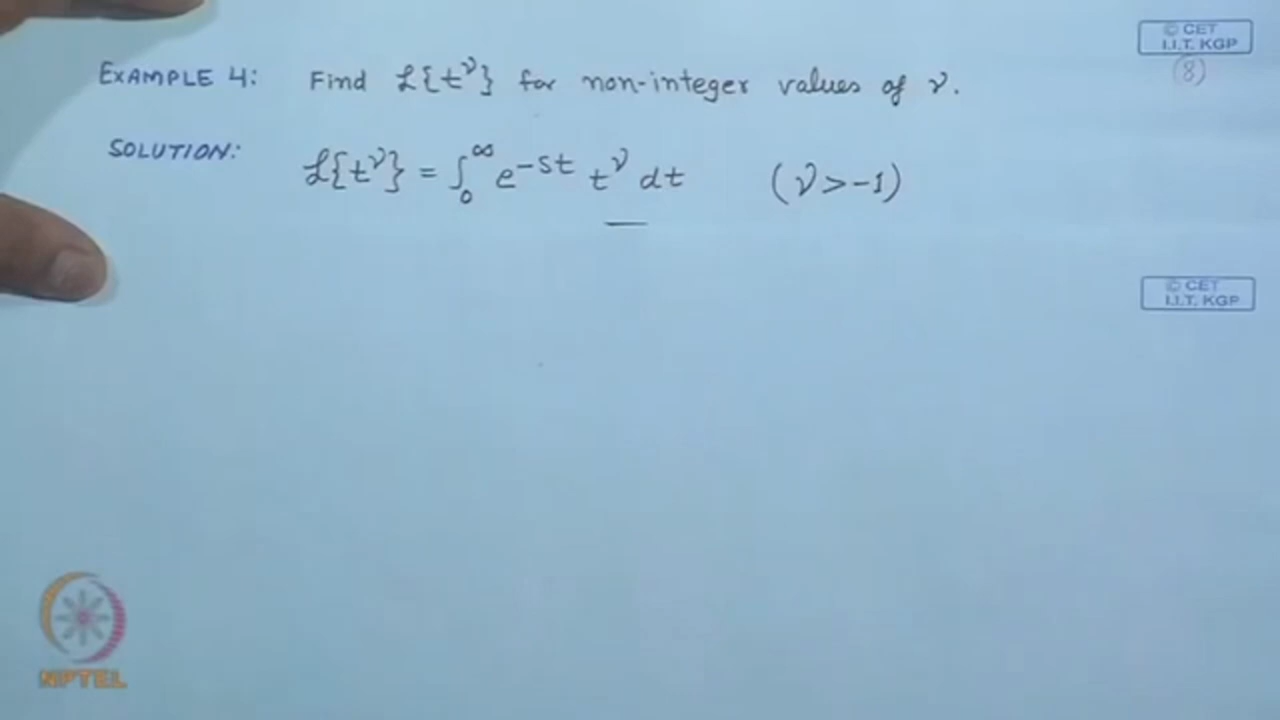 © CET
I.I.T. KGP
8
EXAMPLE 4: Find ℒ{t^ν} for non-integer values of ν.
SOLUTION: ℒ{t^ν} = ∫₀^∞ e^{-st} t^ν dt (ν > -1)
© CET
I.I.T. KGP
NPTEL